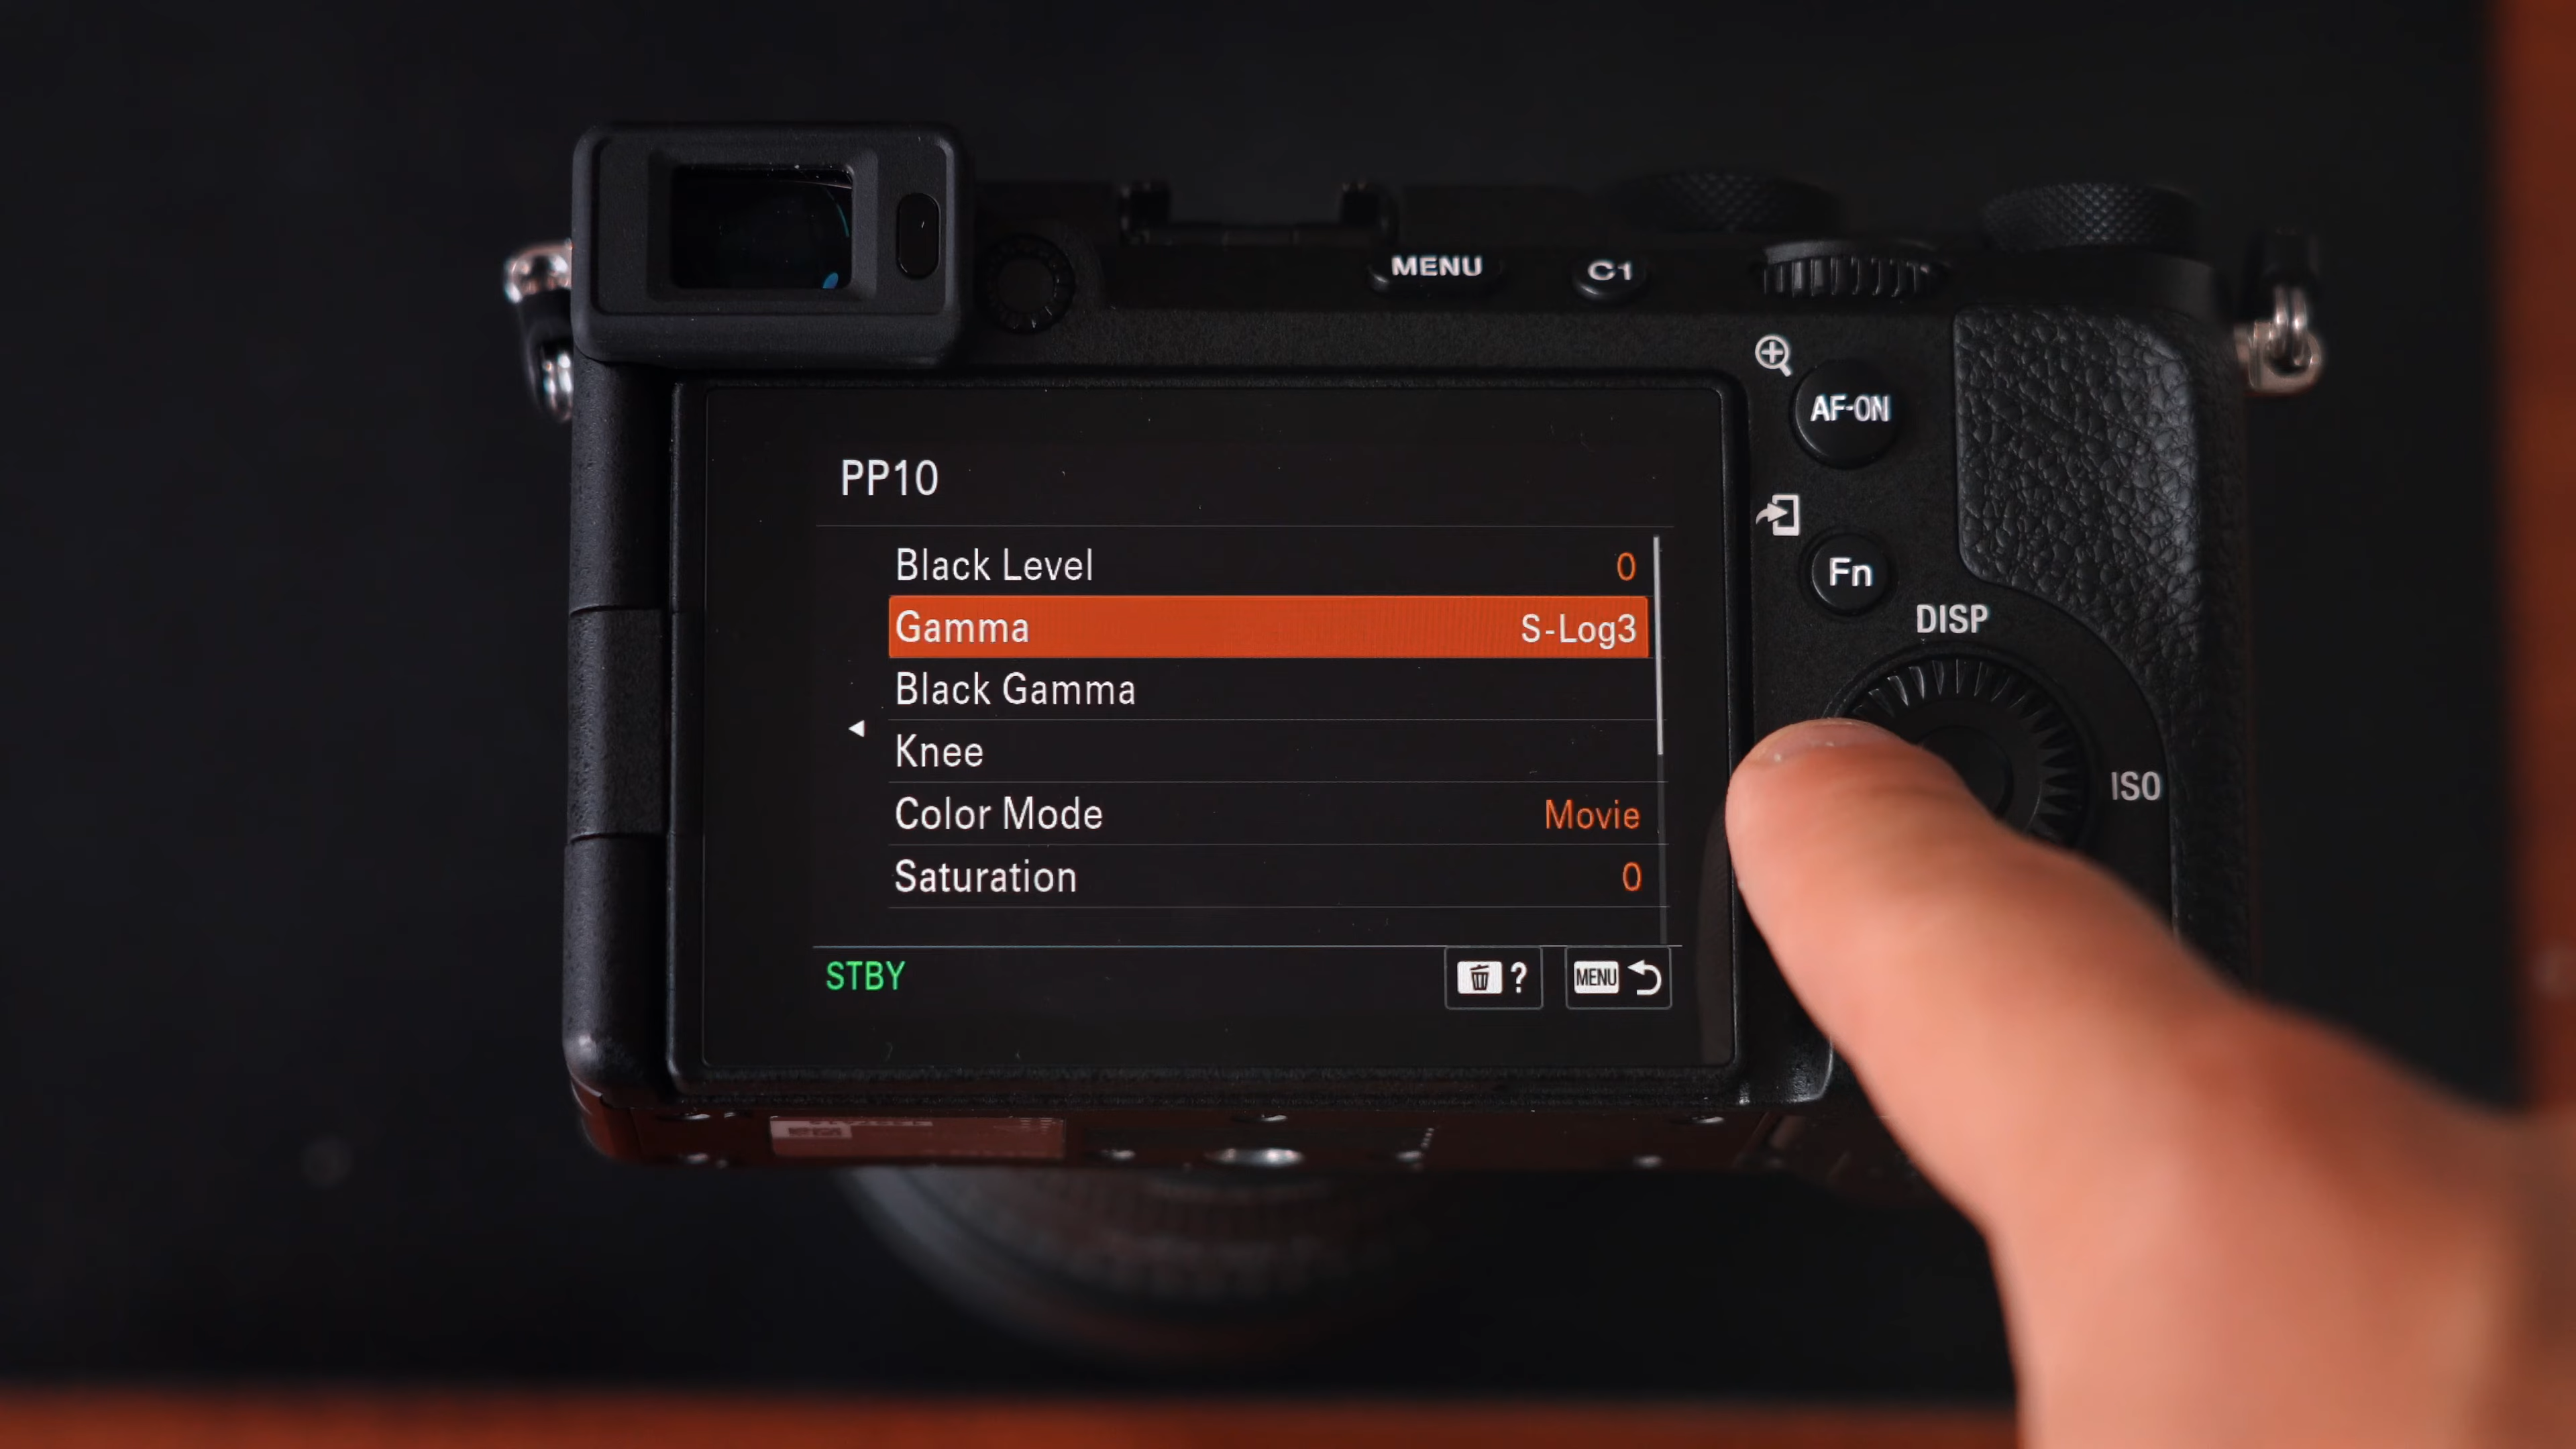 MENU
C1
AF-ON
PP10
Black Level 0
Fn
Gamma S-Log3
DISP
Black Gamma
Knee
ISO
Color Mode Movie
Saturation 0
STBY ? MENU